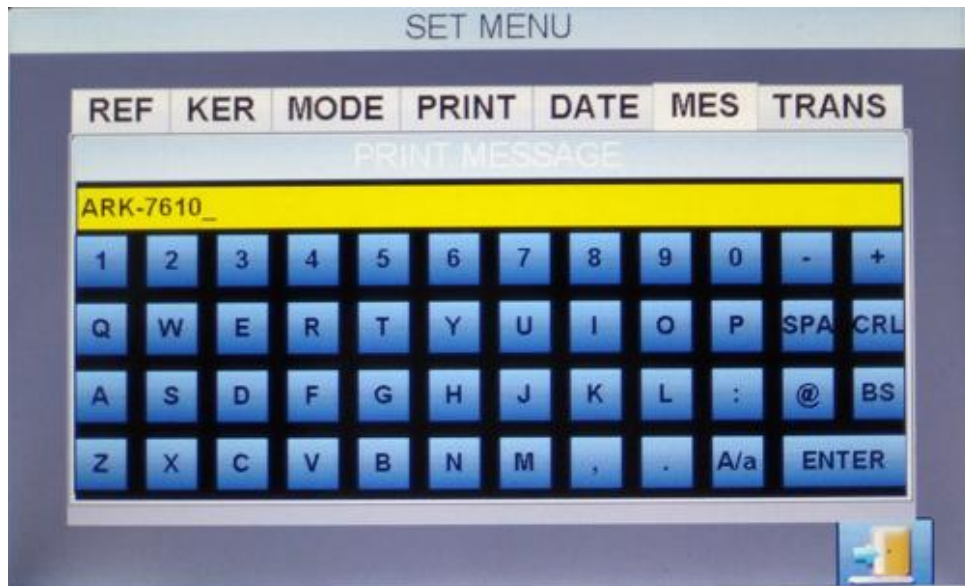 SET MENU
REF KER MODE PRINT DATE MES TRANS
PRINT MESSAGE
ARK-7610_
1 2 3 4 5 6 7 8 9 0 - +
Q W E R T Y U I O P SPA CRL
A S D F G H J K L : @ BS
Z X C V B N M , . A/a ENTER